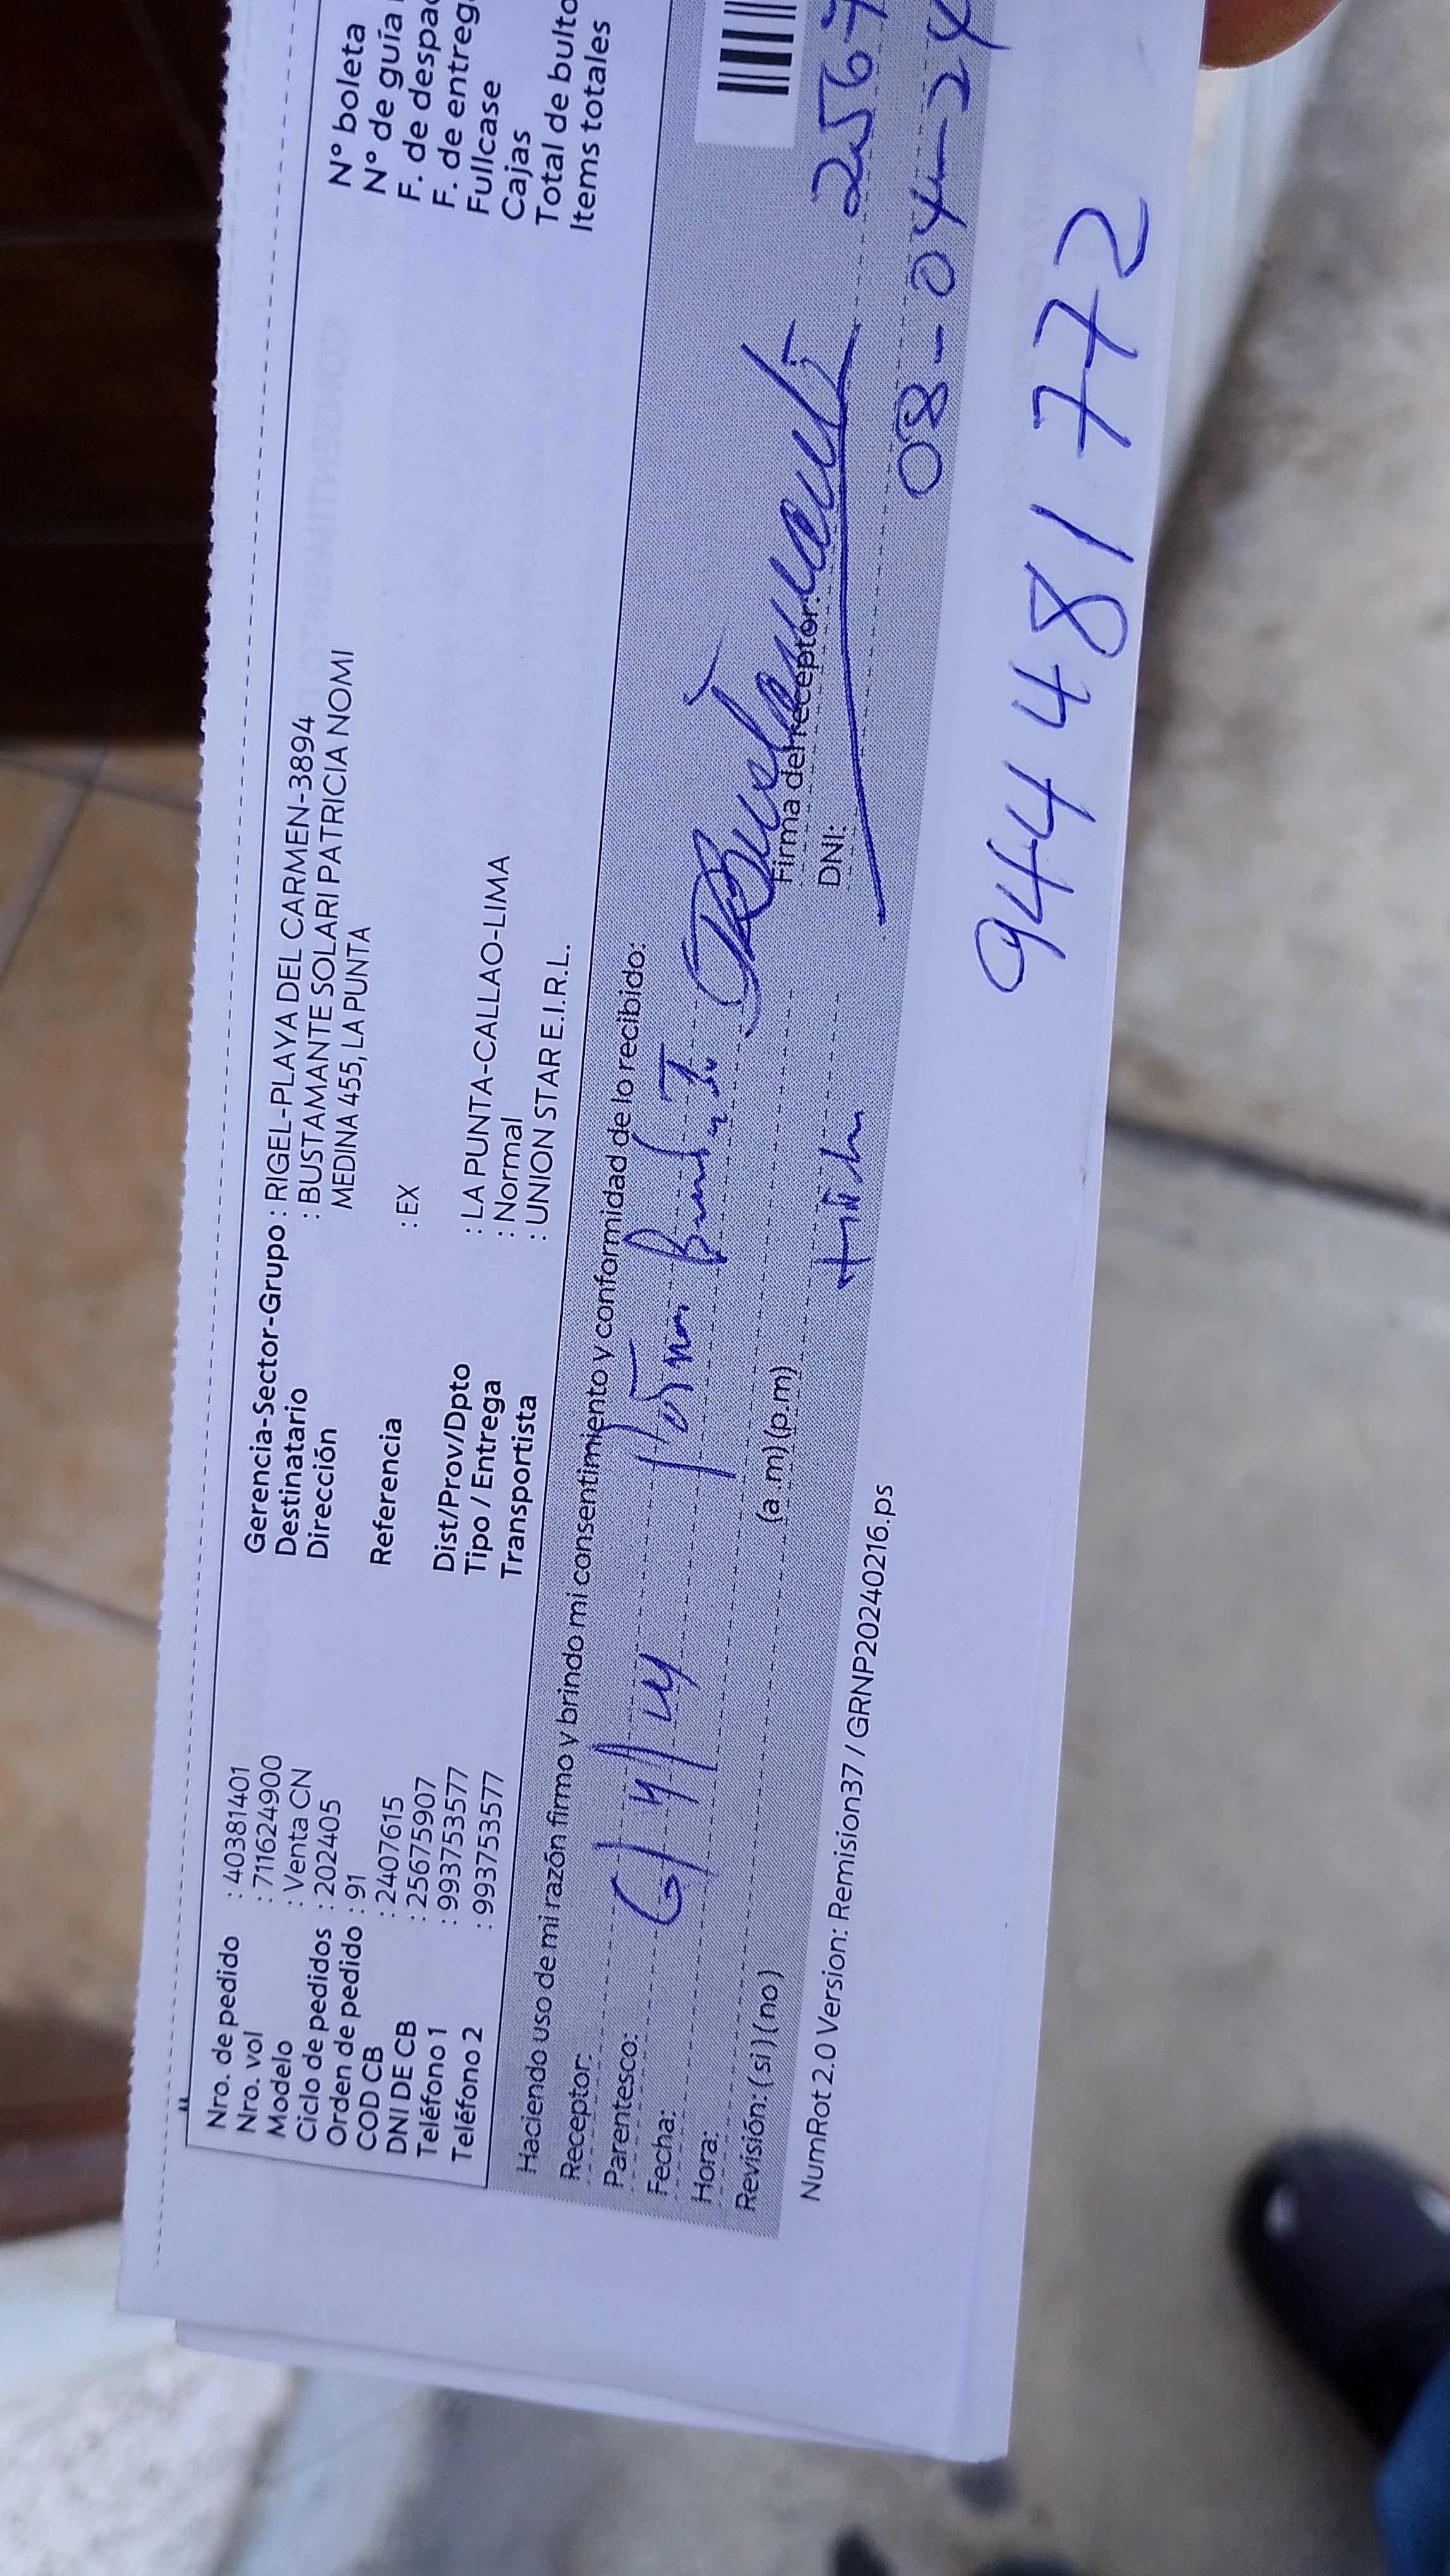 Nro. de pedido : 40381401
Nro. vol : 711624900
Modelo : Venta CN
Ciclo de pedidos : 202405
Orden de pedido : 91
COD CB : 2407615
DNI DE CB : 25675907
Teléfono 1 : 993753577
Teléfono 2 : 993753577
Gerencia-Sector-Grupo : RIGEL-PLAYA DEL CARMEN-3894
Destinatario : BUSTAMANTE SOLARI PATRICIA NOMI
Dirección MEDINA 455, LA PUNTA
Referencia : EX
Dist/Prov/Dpto : LA PUNTA-CALLAO-LIMA
Tipo / Entrega : Normal
Transportista : UNION STAR E.I.R.L.
N° boleta
N° de guía
F. de despa
F. de entreg
Fullcase
Cajas
Total de bulto
Items totales
Haciendo uso de mi razón firmo y brindo mi consentimiento y conformidad de lo recibido:
Receptor:
Parentesco:
Fecha:
Hora: (a.m) (p.m)
Revisión: (si) (no)
Firma del receptor:
DNI:
2567
08-04-24
944481772
NumRot 2.0 Version: Remision37 / GRNP20240216.ps